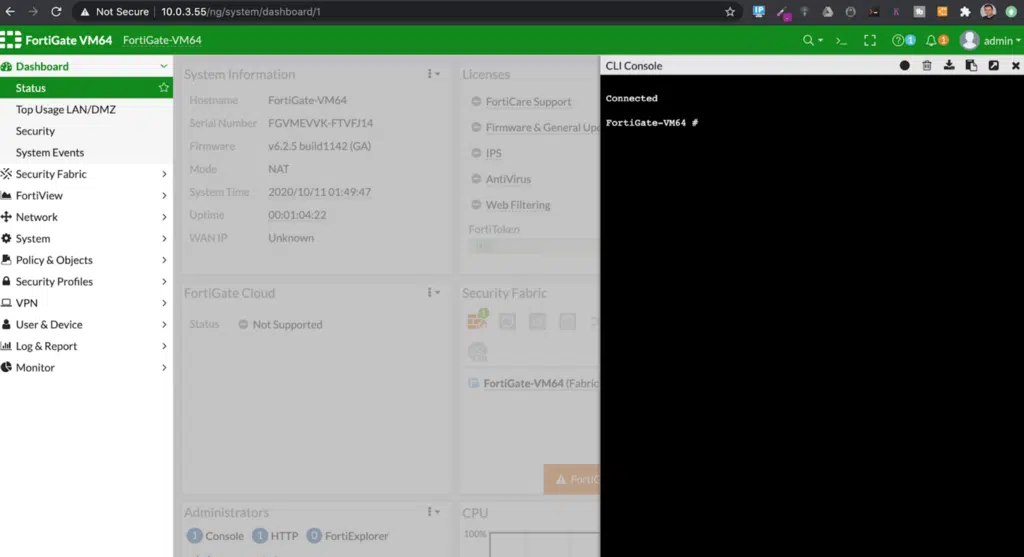 Not Secure | 10.0.3.55/ng/system/dashboard/1
FortiGate VM64 FortiGate-VM64
>_
1
1
admin
Dashboard
Status
Top Usage LAN/DMZ
Security
System Events
Security Fabric
FortiView
Network
System
Policy & Objects
Security Profiles
VPN
User & Device
Log & Report
Monitor
System Information
Hostname FortiGate-VM64
Serial Number FGVMEVVK-FTVFJ14
Firmware v6.2.5 build1142 (GA)
Mode NAT
System Time 2020/10/11 01:49:47
Uptime 00:01:04:22
WAN IP Unknown
Licenses
FortiCare Support
Firmware & General Upd
IPS
AntiVirus
Web Filtering
FortiToken
FortiGate Cloud
Status Not Supported
Security Fabric
1
FortiGate-VM64 (Fabric
FortiG
Administrators
1 Console 1 HTTP 0 FortiExplorer
CPU
100%
CLI Console
Connected
FortiGate-VM64 #